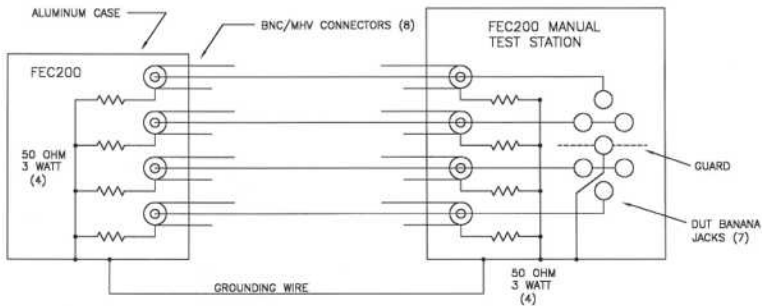 ALUMINUM CASE
BNC/MHV CONNECTORS (8)
FEC200 MANUAL
TEST STATION
FEC200
50 OHM
3 WATT
(4)
GUARD
DUT BANANA
JACKS (7)
GROUNDING WIRE
50 OHM
3 WATT
(4)